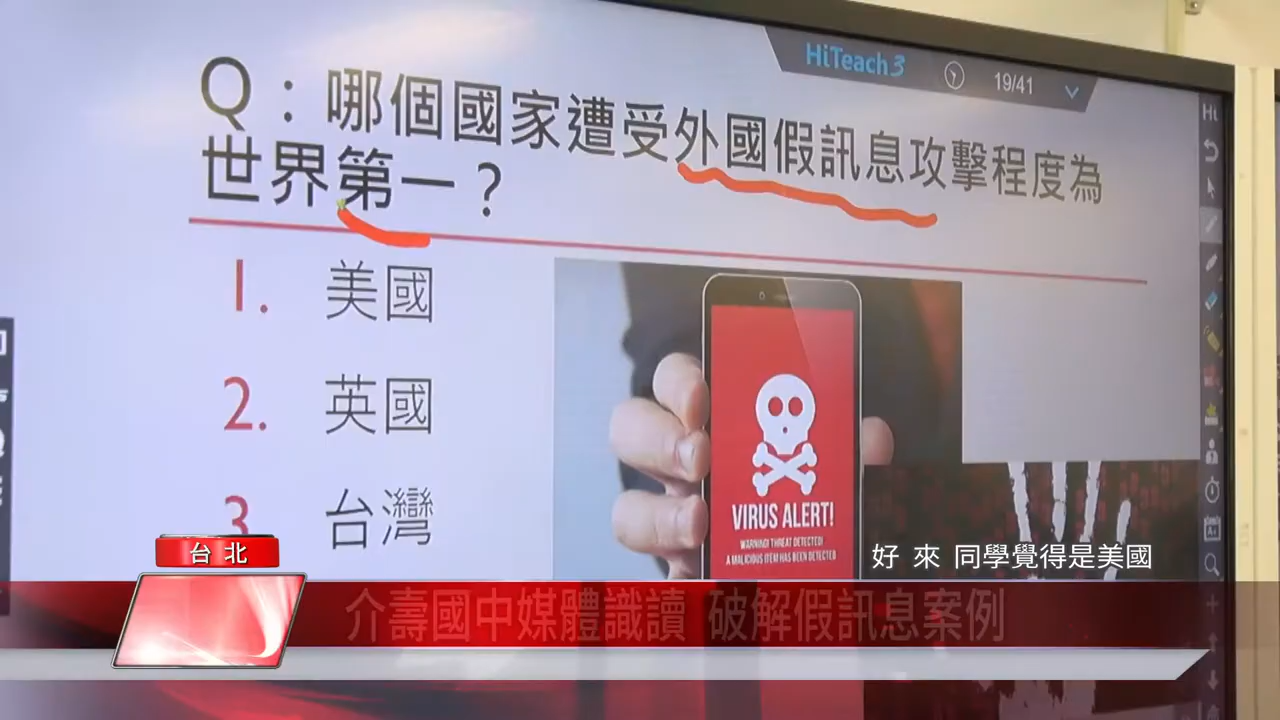 HiTeach3
19/41
Ht
Q：哪個國家遭受外國假訊息攻擊程度為
世界第一？
1. 美國
2. 英國
3. 台灣
VIRUS ALERT!
WARNING! THREAT DETECTED!
A MALICIOUS ITEM HAS BEEN DETECTED
好 來 同學覺得是美國
台北
介壽國中媒體識讀 破解假訊息案例